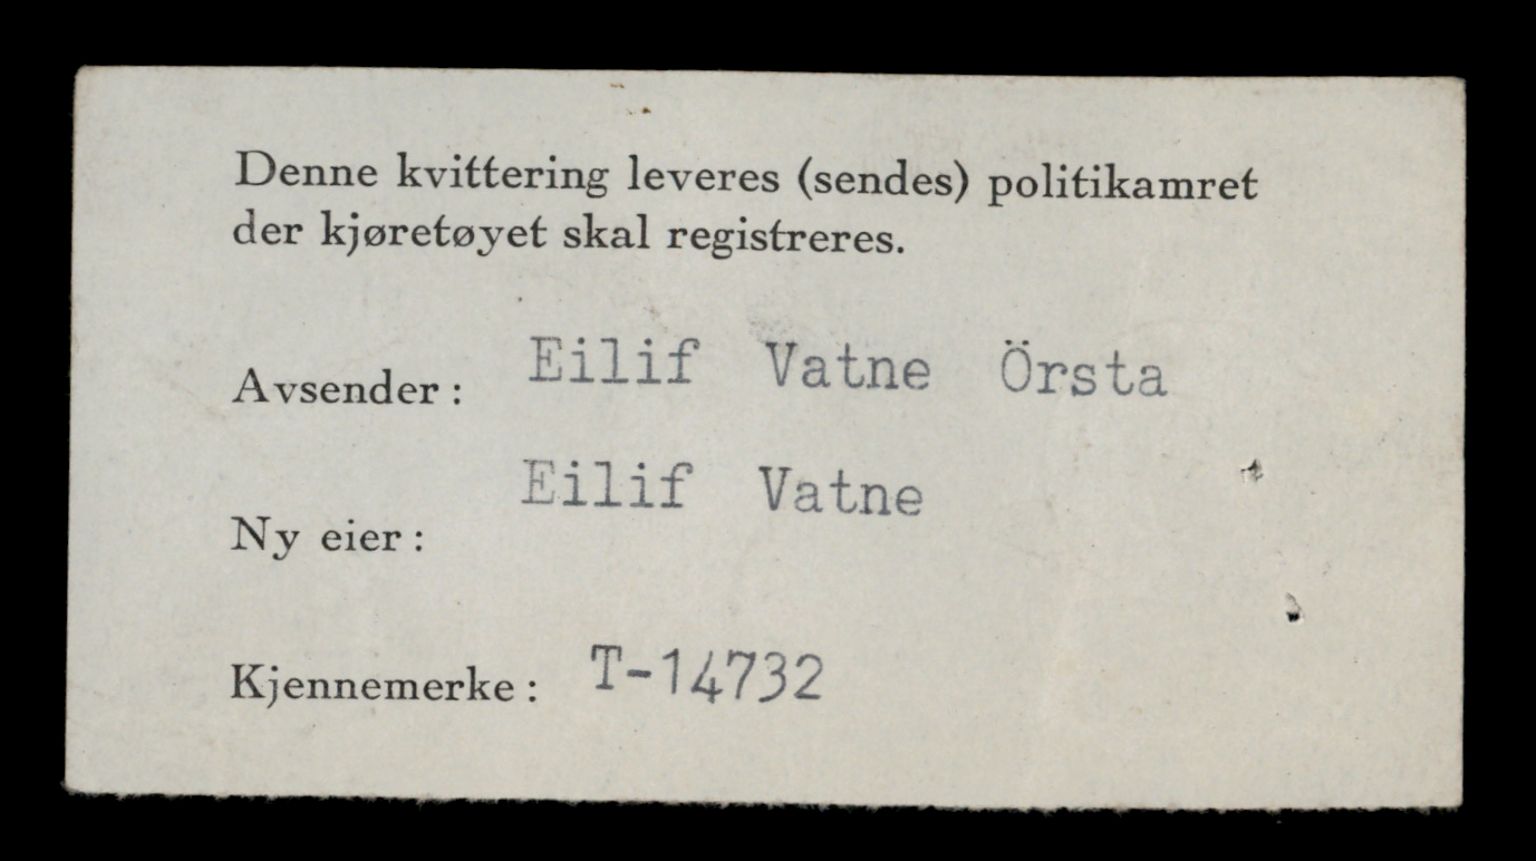 Denne kvittering leveres (sendes) politikamret
der kjøretøyet skal registreres.
Avsender: Eilif Vatne Örsta
Ny eier: Eilif Vatne
Kjennemerke: T-14732